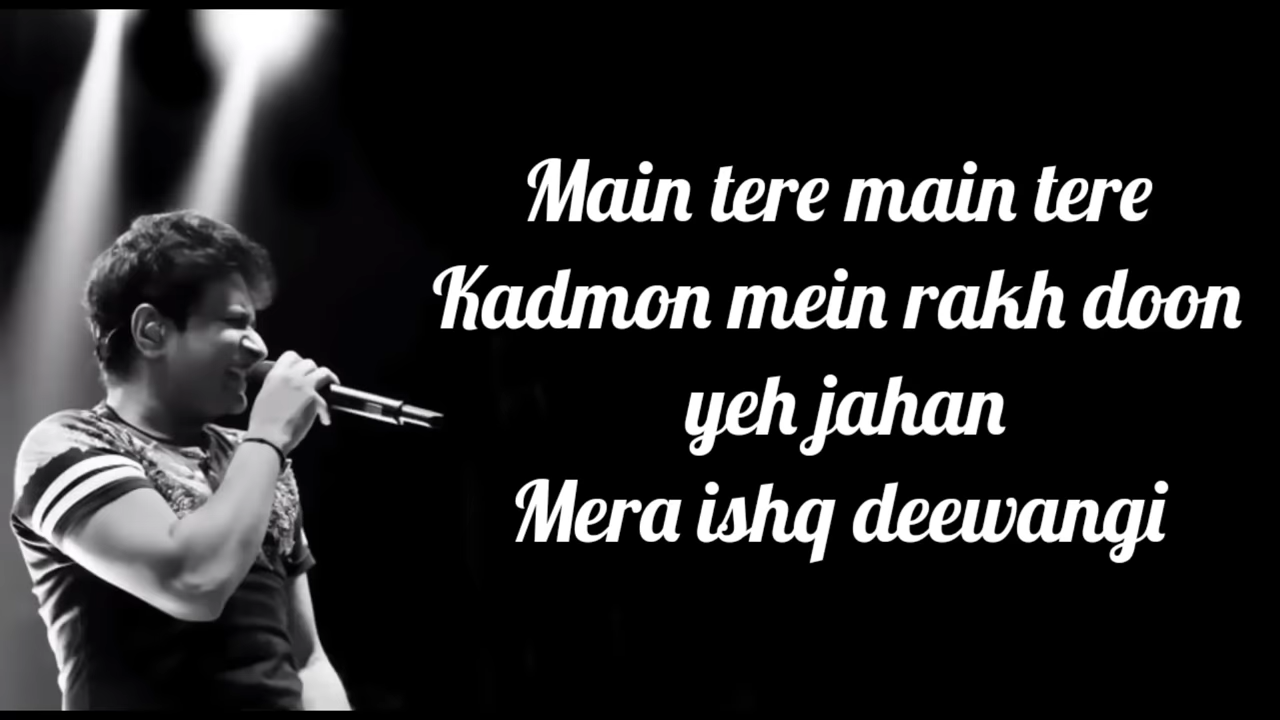 Main tere main tere
Kadmon mein rakh doon
yeh jahan
Mera ishq deewangi